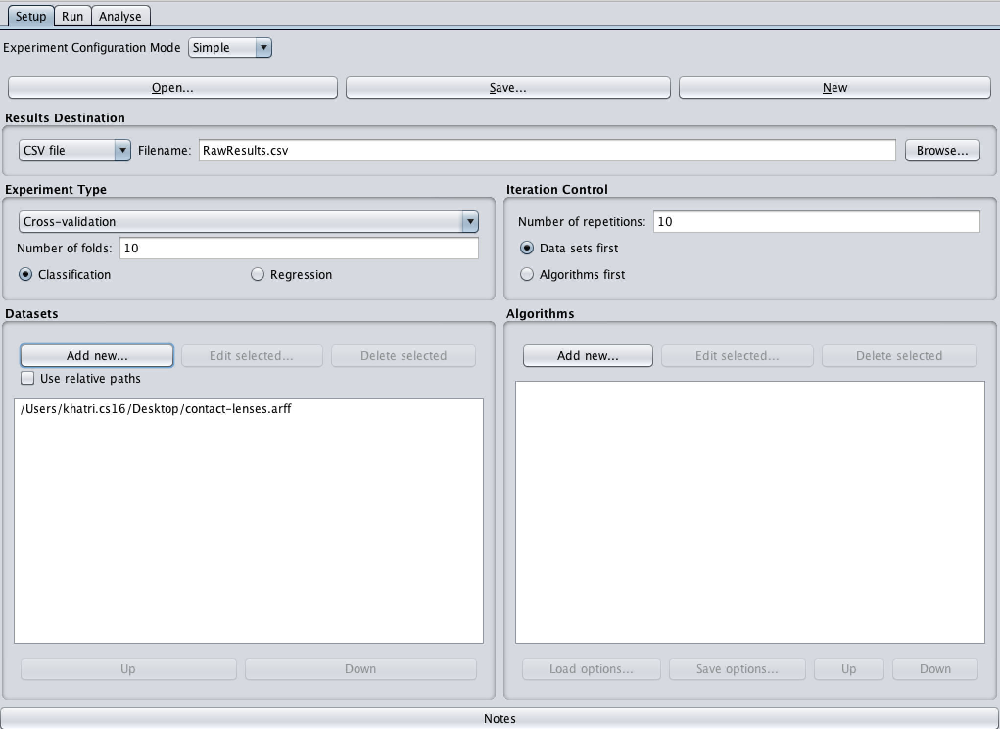 Setup Run Analyse
Experiment Configuration Mode Simple
Open... Save... New
Results Destination
CSV file Filename: RawResults.csv Browse...
Experiment Type
Cross-validation
Number of folds: 10
Classification Regression
Iteration Control
Number of repetitions: 10
Data sets first
Algorithms first
Datasets
Add new... Edit selected... Delete selected
Use relative paths
/Users/khatri.cs16/Desktop/contact-lenses.arff
Up Down
Algorithms
Add new... Edit selected... Delete selected
Load options... Save options... Up Down
Notes